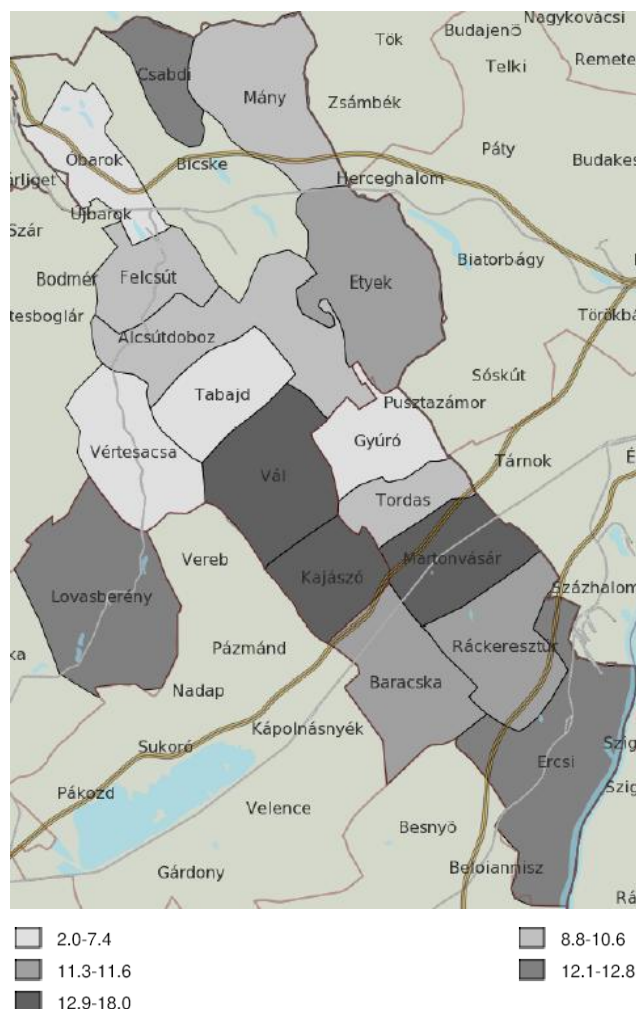 Nagykovácsi
Budajenő
Tök
Telki
Remete
Csabdi
Mány
Zsámbék
Páty
Óbarok
Bicske
Budakes
Herceghalom
árliget
Újbarok
Szár
Biatorbágy
Felcsút
Bodmér
Etyek
tesboglár
Törökbá
Alcsútdoboz
Sóskút
Tabajd
Pusztazámor
Vértesacsa
Gyúró
Tárnok
É
Vál
Tordas
Vereb
Martonvásár
Lovasberény
Kajászó
Százhalom
ka
Pázmánd
Ráckeresztúr
Nadap
Baracska
Kápolnásnyék
Sukoró
Szig
Ercsi
Pákozd
Szig
Velence
Besnyő
Gárdony
Beloiannisz
Rá
2.0-7.4
8.8-10.6
11.3-11.6
12.1-12.8
12.9-18.0